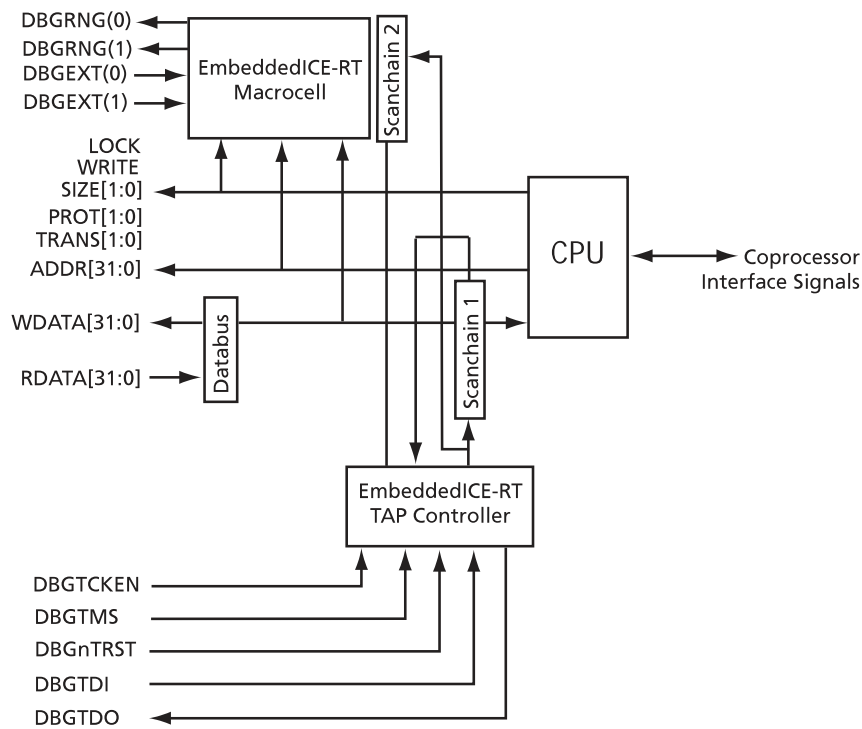 DBGRNG(0)
DBGRNG(1)
DBGEXT(0)
DBGEXT(1)
EmbeddedICE-RT
Macrocell
Scanchain 2
LOCK
WRITE
SIZE[1:0]
PROT[1:0]
TRANS[1:0]
ADDR[31:0]
WDATA[31:0]
RDATA[31:0]
Databus
Scanchain 1
CPU
Coprocessor
Interface Signals
EmbeddedICE-RT
TAP Controller
DBGTCKEN
DBGTMS
DBGnTRST
DBGTDI
DBGTDO